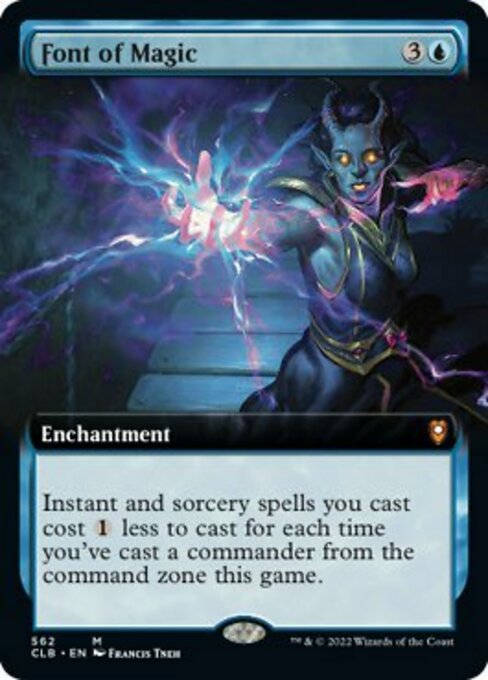 Font of Magic 3
Enchantment
Instant and sorcery spells you cast
cost 1 less to cast for each time
you've cast a commander from the
command zone this game.
562 M
CLB • EN Francis Tneh
™ & © 2022 Wizards of the Coast